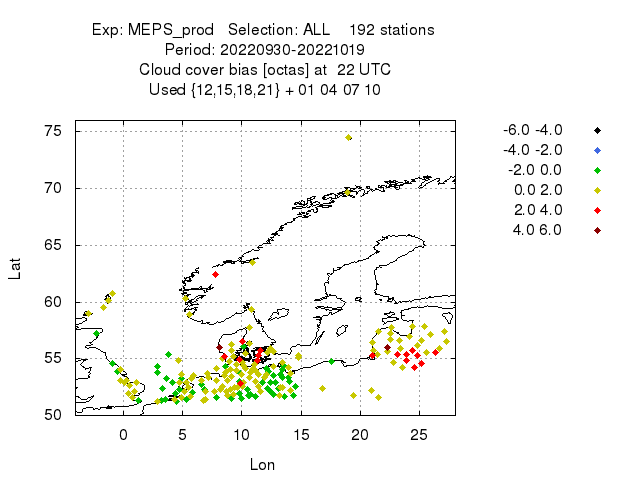 Exp: MEPS_prod   Selection: ALL    192 stations
Period: 20220930-20221019
Cloud cover bias [octas] at  22 UTC
Used {12,15,18,21} + 01 04 07 10
-6.0 -4.0
-4.0 -2.0
-2.0 0.0
0.0 2.0
2.0 4.0
4.0 6.0
Lat
75
70
65
60
55
50
0 5 10 15 20 25
Lon